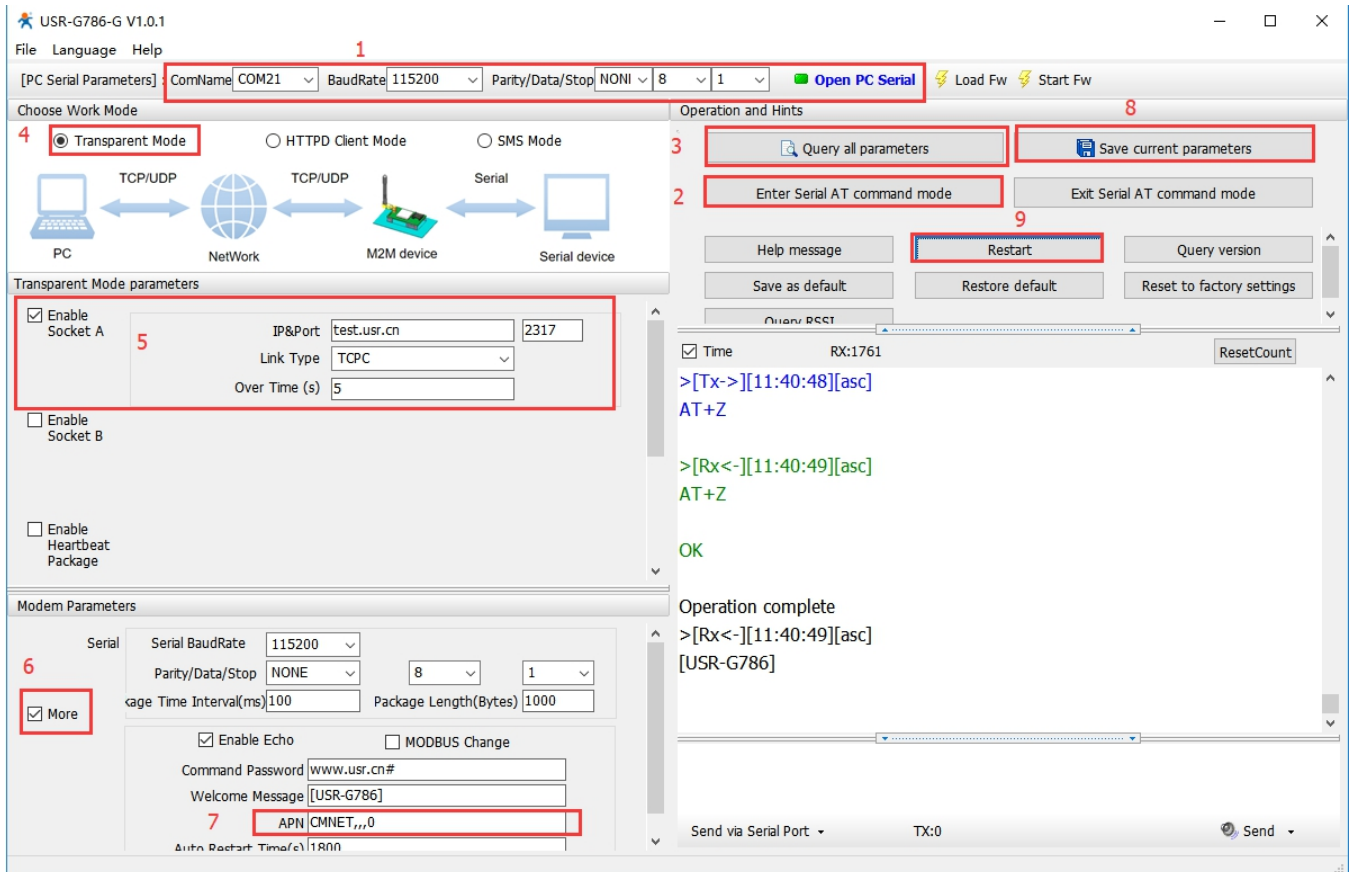 USR-G786-G V1.0.1
File Language Help
1
[PC Serial Parameters] : ComName COM21 BaudRate 115200 Parity/Data/Stop NONI 8 1 Open PC Serial Load Fw Start Fw
Choose Work Mode
4 Transparent Mode HTTPD Client Mode SMS Mode
TCP/UDP TCP/UDP Serial
PC NetWork M2M device Serial device
Transparent Mode parameters
Enable
Socket A
5
IP&Port test.usr.cn 2317
Link Type TCPC
Over Time (s) 5
Enable
Socket B
Enable
Heartbeat
Package
Modem Parameters
Serial Serial BaudRate 115200
Parity/Data/Stop NONE 8 1
kage Time Interval(ms) 100 Package Length(Bytes) 1000
6
More
Enable Echo MODBUS Change
Command Password www.usr.cn#
Welcome Message [USR-G786]
7 APN CMNET,,,0
Auto Restart Time(s) 1800
Operation and Hints
8
3 Query all parameters Save current parameters
2 Enter Serial AT command mode Exit Serial AT command mode
9
Help message Restart Query version
Save as default Restore default Reset to factory settings
Query RSSI
Time RX:1761 ResetCount
>[Tx->][11:40:48][asc]
AT+Z
>[Rx<-][11:40:49][asc]
AT+Z
OK
Operation complete
>[Rx<-][11:40:49][asc]
[USR-G786]
Send via Serial Port TX:0 Send